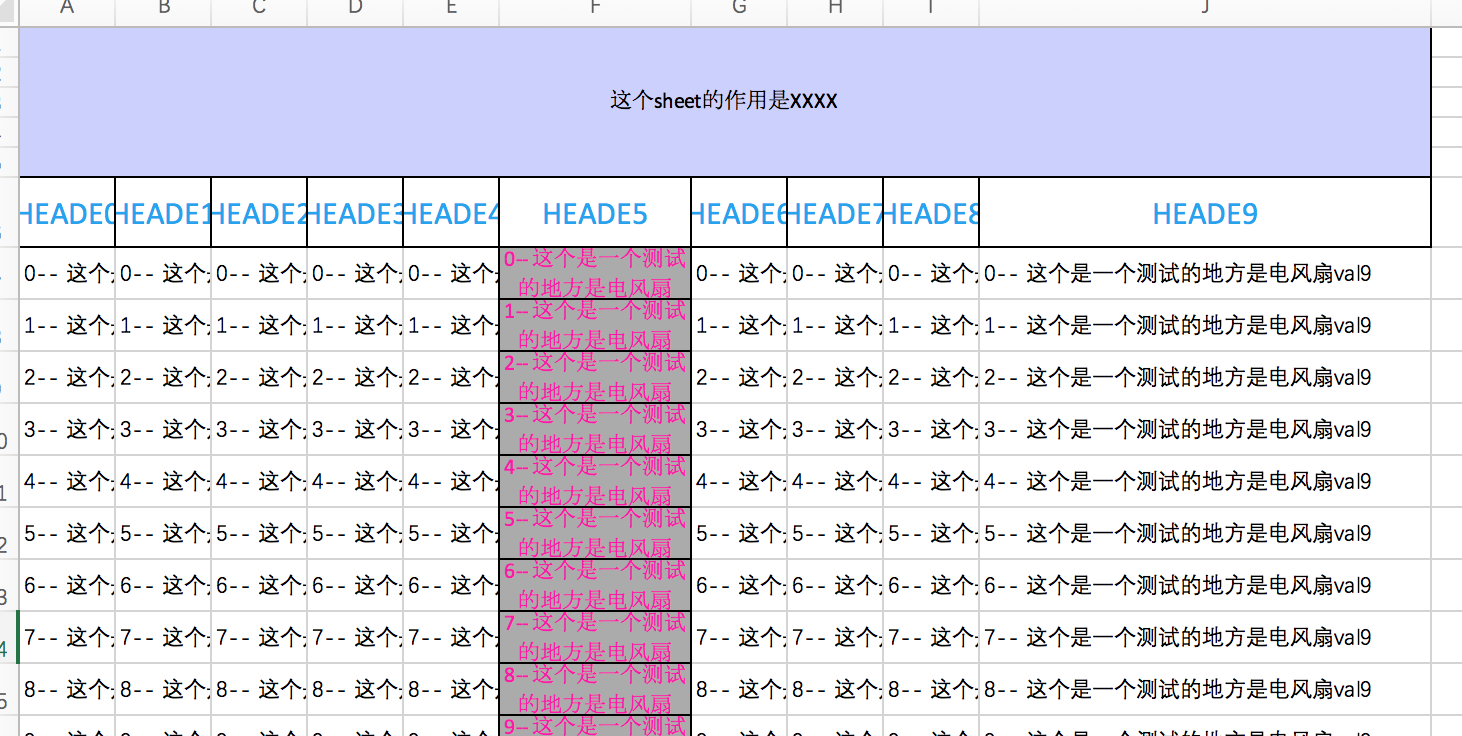 A B C D E F G H I J
这个sheet的作用是XXXX
HEADE0 HEADE1 HEADE2 HEADE3 HEADE4 HEADE5 HEADE6 HEADE7 HEADE8 HEADE9
0-- 这个 0-- 这个 0-- 这个 0-- 这个 0-- 这个 0-- 这个是一个测试 0-- 这个 0-- 这个 0-- 这个 0-- 这个是一个测试的地方是电风扇val9
的地方是电风扇
1-- 这个 1-- 这个 1-- 这个 1-- 这个 1-- 这个 1-- 这个是一个测试 1-- 这个 1-- 这个 1-- 这个 1-- 这个是一个测试的地方是电风扇val9
的地方是电风扇
2-- 这个 2-- 这个 2-- 这个 2-- 这个 2-- 这个 2-- 这个是一个测试 2-- 这个 2-- 这个 2-- 这个 2-- 这个是一个测试的地方是电风扇val9
的地方是电风扇
3-- 这个 3-- 这个 3-- 这个 3-- 这个 3-- 这个 3-- 这个是一个测试 3-- 这个 3-- 这个 3-- 这个 3-- 这个是一个测试的地方是电风扇val9
的地方是电风扇
4-- 这个 4-- 这个 4-- 这个 4-- 这个 4-- 这个 4-- 这个是一个测试 4-- 这个 4-- 这个 4-- 这个 4-- 这个是一个测试的地方是电风扇val9
的地方是电风扇
5-- 这个 5-- 这个 5-- 这个 5-- 这个 5-- 这个 5-- 这个是一个测试 5-- 这个 5-- 这个 5-- 这个 5-- 这个是一个测试的地方是电风扇val9
的地方是电风扇
6-- 这个 6-- 这个 6-- 这个 6-- 这个 6-- 这个 6-- 这个是一个测试 6-- 这个 6-- 这个 6-- 这个 6-- 这个是一个测试的地方是电风扇val9
的地方是电风扇
7-- 这个 7-- 这个 7-- 这个 7-- 这个 7-- 这个 7-- 这个是一个测试 7-- 这个 7-- 这个 7-- 这个 7-- 这个是一个测试的地方是电风扇val9
的地方是电风扇
8-- 这个 8-- 这个 8-- 这个 8-- 这个 8-- 这个 8-- 这个是一个测试 8-- 这个 8-- 这个 8-- 这个 8-- 这个是一个测试的地方是电风扇val9
的地方是电风扇
9-- 这个是一个测试